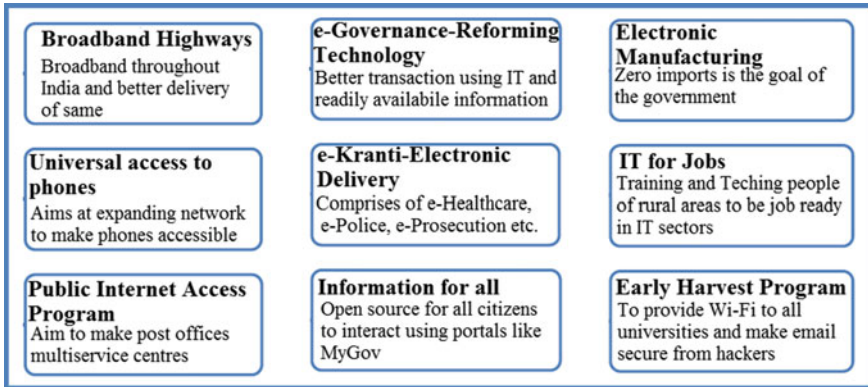 Broadband Highways
Broadband throughout
India and better delivery
of same
e-Governance-Reforming
Technology
Better transaction using IT and
readily availabile information
Electronic
Manufacturing
Zero imports is the goal of
the government
Universal access to
phones
Aims at expanding network
to make phones accessible
e-Kranti-Electronic
Delivery
Comprises of e-Healthcare,
e-Police, e-Prosecution etc.
IT for Jobs
Training and Teching people
of rural areas to be job ready
in IT sectors
Public Internet Access
Program
Aim to make post offices
multiservice centres
Information for all
Open source for all citizens
to interact using portals like
MyGov
Early Harvest Program
To provide Wi-Fi to all
universities and make email
secure from hackers